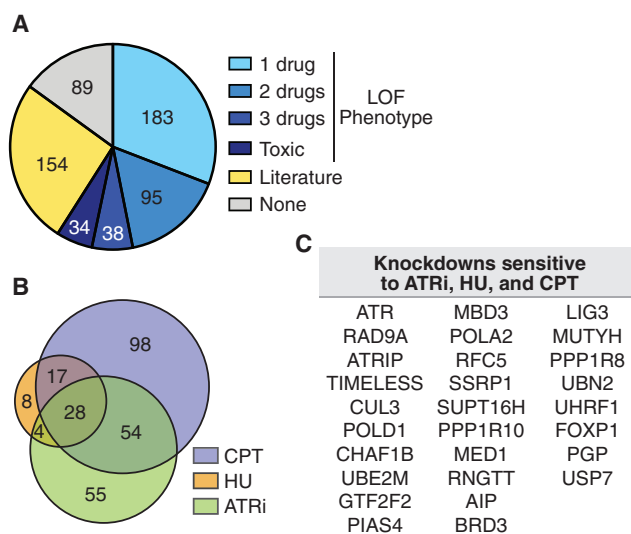 A
89
183
154
95
34
38
1 drug
2 drugs
3 drugs
Toxic
Literature
None
LOF
Phenotype
B
98
17
8
28
4
54
55
CPT
HU
ATRi
C
Knockdowns sensitive
to ATRi, HU, and CPT
ATR MBD3 LIG3
RAD9A POLA2 MUTYH
ATRIP RFC5 PPP1R8
TIMELESS SSRP1 UBN2
CUL3 SUPT16H UHRF1
POLD1 PPP1R10 FOXP1
CHAF1B MED1 PGP
UBE2M RNGTT USP7
GTF2F2 AIP
PIAS4 BRD3